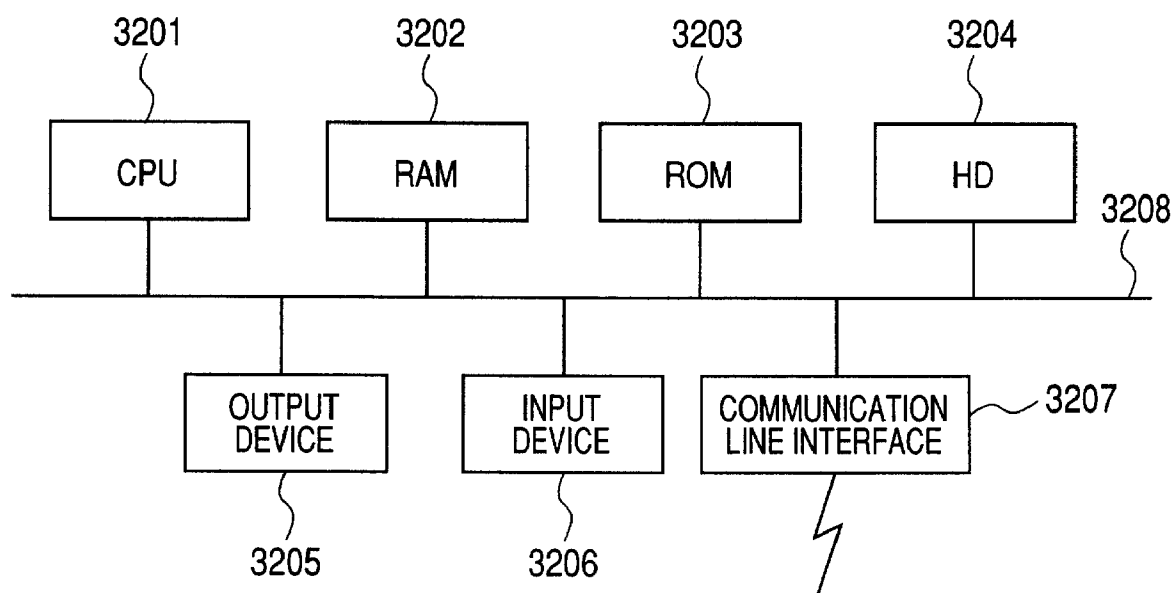 3201
3202
3203
3204
CPU
RAM
ROM
HD
3208
OUTPUT
DEVICE
INPUT
DEVICE
COMMUNICATION
LINE INTERFACE
3207
3205
3206